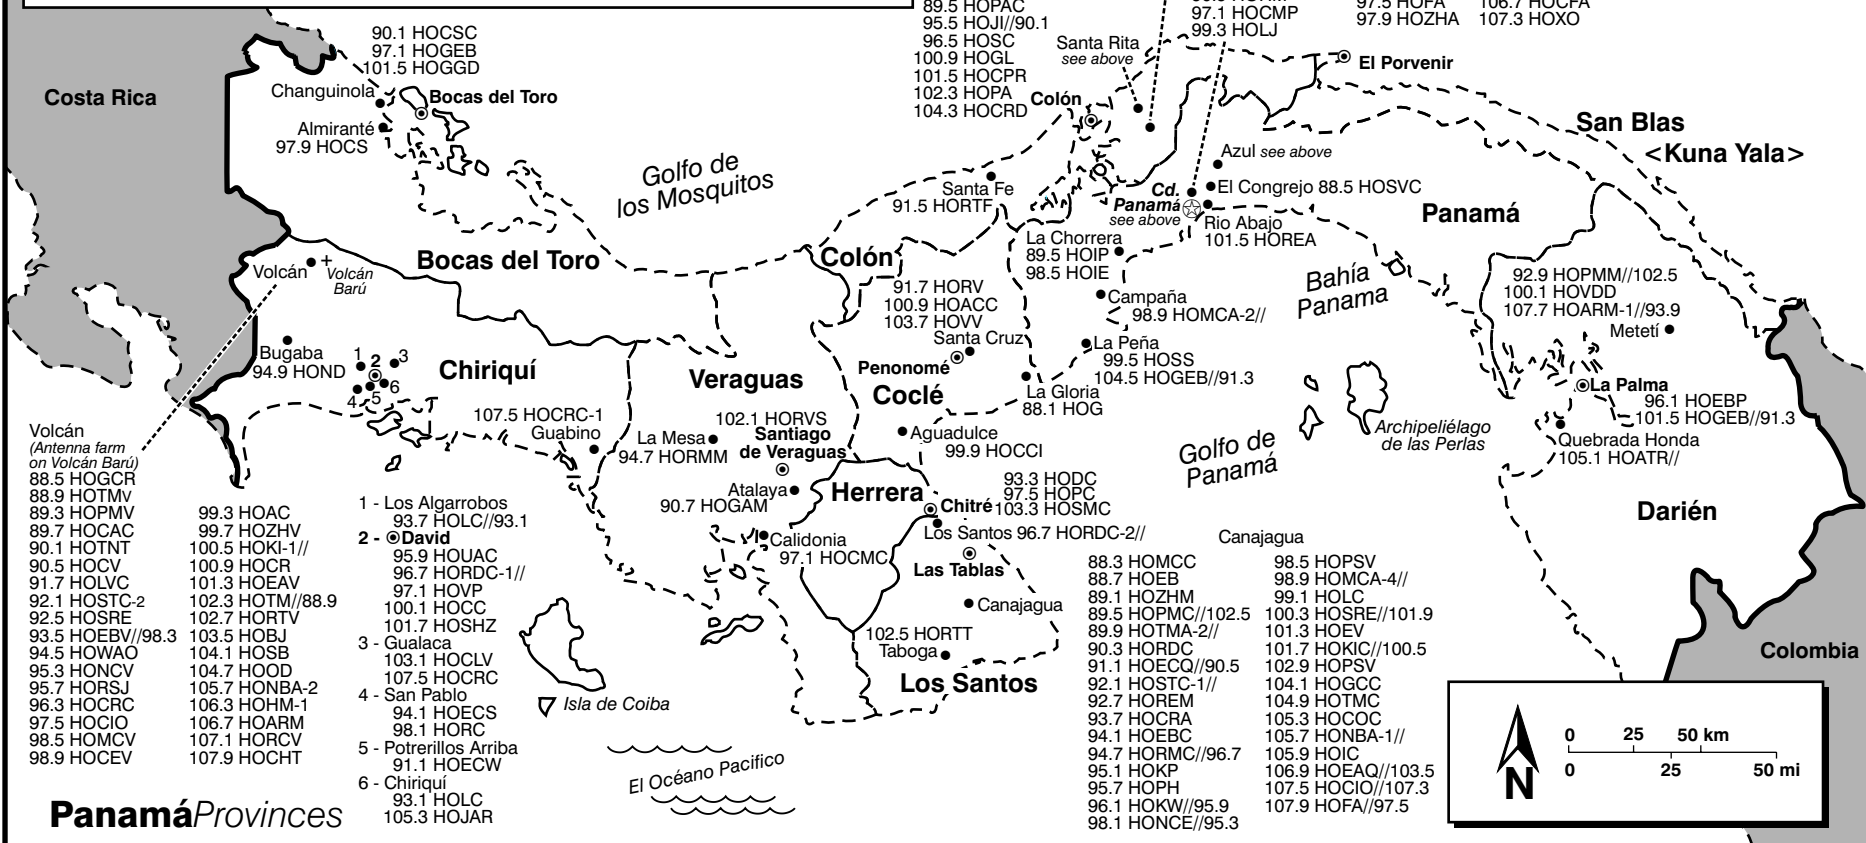 89.5 HOPAC
95.5 HOJI//90.1
96.5 HOSC
100.9 HOGL
101.5 HOCPR
102.3 HOPA
104.3 HOCRD
97.1 HOCMP
99.3 HOLJ
97.5 HOFA
97.9 HOZHA
106.7 HOCFA
107.3 HOXO
Costa Rica
90.1 HOCSC
97.1 HOGEB
101.5 HOGGD
Changuinola
Bocas del Toro
Almiranté
97.9 HOCS
Santa Rita
see above
Colón
El Porvenir
San Blas
<Kuna Yala>
Golfo de
los Mosquitos
Azul see above
El Congrejo 88.5 HOSVC
Cd.
Panamá
see above
Rio Abajo
101.5 HOREA
Panamá
Santa Fe
91.5 HORTF
La Chorrera
89.5 HOIP
98.5 HOIE
Bocas del Toro
Colón
Volcán
+ Volcán
Barú
91.7 HORV
100.9 HOACC
103.7 HOVV
Santa Cruz
Campaña
98.9 HOMCA-2//
Bahía
Panama
92.9 HOPMM//102.5
100.1 HOVDD
107.7 HOARM-1//93.9
Metetí
Bugaba
94.9 HOND
1
2
3
4
5
6
Chiriquí
Veraguas
Penonomé
Coclé
La Peña
99.5 HOSS
104.5 HOGEB//91.3
La Gloria
88.1 HOG
La Palma
96.1 HOEBP
101.5 HOGEB//91.3
Archipeliélago
de las Perlas
Quebrada Honda
105.1 HOATR//
107.5 HOCRC-1
Guabino
La Mesa
94.7 HORMM
102.1 HORVS
Santiago
de Veraguas
Aguadulce
99.9 HOCCI
Golfo de
Panamá
Atalaya
90.7 HOGAM
Herrera
Chitré
93.3 HODC
97.5 HOPC
103.3 HOSMC
Los Santos 96.7 HORDC-2//
Calidonia
97.1 HOCMC
Las Tablas
Canajagua
102.5 HORTT
Taboga
Los Santos
Darién
Colombia
Volcán
(Antenna farm
on Volcán Barú)
88.5 HOGCR
88.9 HOTMv
89.3 HOPMV
89.7 HOCAC
90.1 HOTNT
90.5 HOCV
91.7 HOLVC
92.1 HOSTC-2
92.5 HOSRE
93.5 HOEBV//98.3
94.5 HOWAO
95.3 HONCV
95.7 HORSJ
96.3 HOCRC
97.5 HOCIO
98.5 HOMCV
98.9 HOCEV
99.3 HOAC
99.7 HOZHV
100.5 HOKI-1//
100.9 HOCR
101.3 HOEAV
102.3 HOTM//88.9
102.7 HORTV
103.5 HOBJ
104.1 HOSB
104.7 HOOD
105.7 HONBA-2
106.3 HOHM-1
106.7 HOARM
107.1 HORCV
107.9 HOCHT
1 - Los Algarrobos
93.7 HOLC//93.1
2 - David
95.9 HOUAC
96.7 HORDC-1//
97.1 HOVP
100.1 HOCC
101.7 HOSHZ
3 - Gualaca
103.1 HOCLV
107.5 HOCRC
4 - San Pablo
94.1 HOECS
98.1 HORC
5 - Potrerillos Arriba
91.1 HOECW
6 - Chiriquí
93.1 HOLC
105.3 HOJAR
Isla de Coiba
El Océano Pacifico
Canajagua
88.3 HOMCC
88.7 HOEB
89.1 HOZHM
89.5 HOPMC//102.5
89.9 HOTMA-2//
90.3 HORDC
91.1 HOECQ//90.5
92.1 HOSTC-1//
92.7 HOREM
93.7 HOCRA
94.1 HOEBC
94.7 HORMC//96.7
95.1 HOKP
95.7 HOPH
96.1 HOKW//95.9
98.1 HONCE//95.3
98.5 HOPSV
98.9 HOMCA-4//
99.1 HOLC
100.3 HOSRE//101.9
101.3 HOEV
101.7 HOKIC//100.5
102.9 HOPSV
104.1 HOGCC
104.9 HOTMC
105.3 HOCOC
105.7 HONBA-1//
105.9 HOIC
106.9 HOEAQ//103.5
107.5 HOCIO//107.3
107.9 HOFA//97.5
N
0 25 50 km
0 25 50 mi
PanamáProvinces